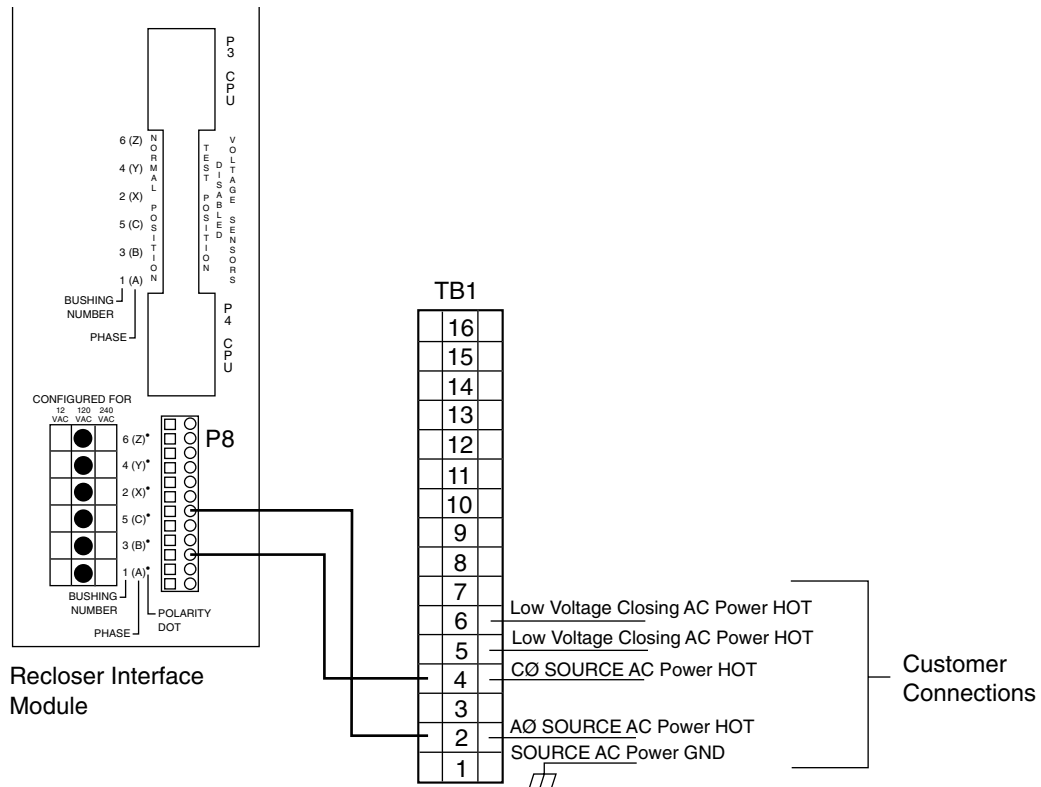 P3 CPU
6 (Z)
4 (Y)
2 (X)
5 (C)
3 (B)
1 (A)
NORMAL POSITION
TEST POSITION
DISABLED
VOLTAGE SENSORS
BUSHING
NUMBER
PHASE
P4 CPU
CONFIGURED FOR
12 VAC
120 VAC
240 VAC
6 (Z)•
4 (Y)•
2 (X)•
5 (C)•
3 (B)•
1 (A)•
P8
BUSHING
NUMBER
PHASE
POLARITY
DOT
Recloser Interface
Module
TB1
16
15
14
13
12
11
10
9
8
7
6
5
4
3
2
1
Low Voltage Closing AC Power HOT
Low Voltage Closing AC Power HOT
CØ SOURCE AC Power HOT
AØ SOURCE AC Power HOT
SOURCE AC Power GND
Customer
Connections